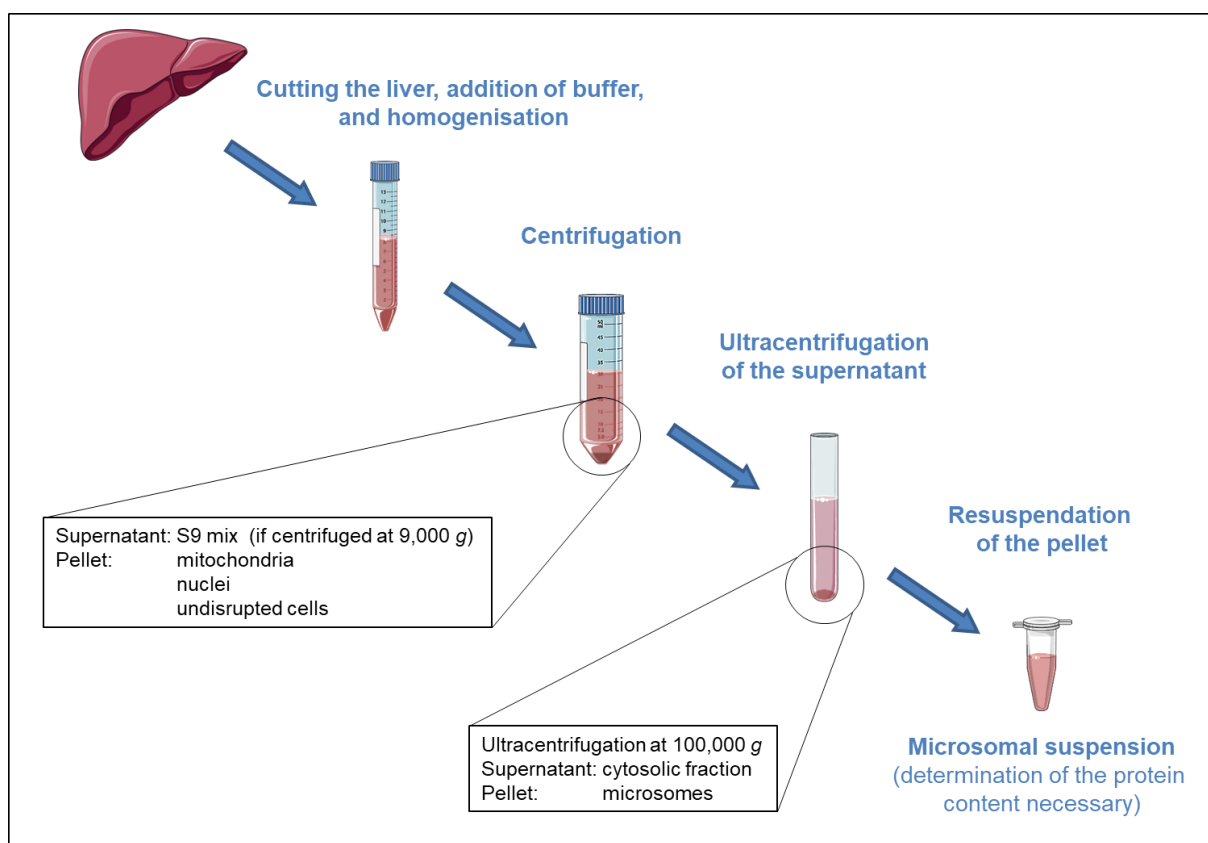 Cutting the liver, addition of buffer,
and homogenisation
Centrifugation
Ultracentrifugation
of the supernatant
Supernatant: S9 mix (if centrifuged at 9,000 g)
Pellet: mitochondria
nuclei
undisrupted cells
Resuspendation
of the pellet
Ultracentrifugation at 100,000 g
Supernatant: cytosolic fraction
Pellet: microsomes
Microsomal suspension
(determination of the protein
content necessary)